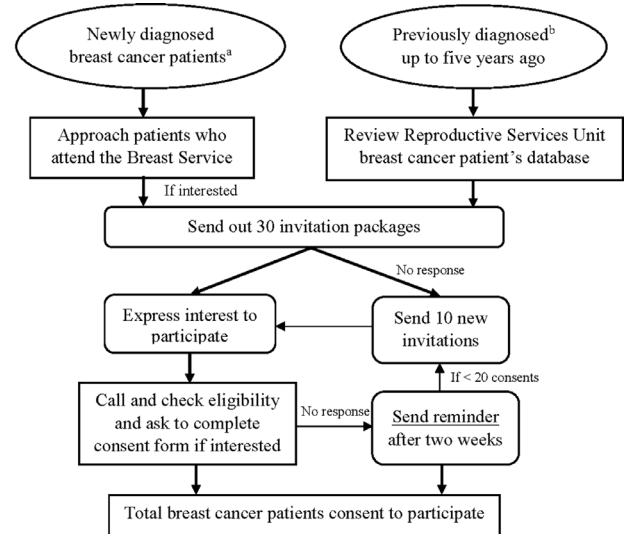 Newly diagnosed
breast cancer patientsᵃ
Previously diagnosedᵇ
up to five years ago
Approach patients who
attend the Breast Service
Review Reproductive Services Unit
breast cancer patient's database
If interested
Send out 30 invitation packages
No response
Express interest to
participate
Send 10 new
invitations
If < 20 consents
Call and check eligibility
and ask to complete
consent form if interested
No response
Send reminder
after two weeks
Total breast cancer patients consent to participate